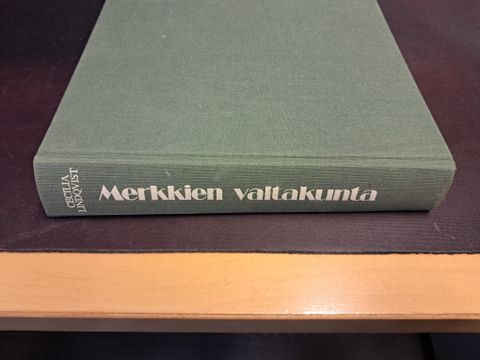 CECILIA
LINDQVIST
Merkkien valtakunta